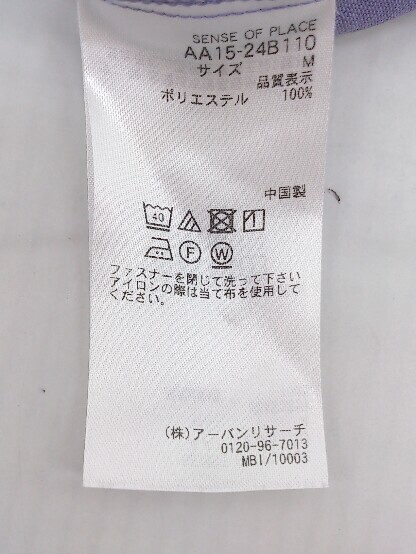 SENSE OF PLACE
AA15-24B110
サイズ M
品質表示
ポリエステル 100%
中国製
40
F W
ファスナーを閉じて洗って下さい
アイロンの際は当て布を使用して
ください。
(株)アーバンリサーチ
0120-96-7013
MBI/10003